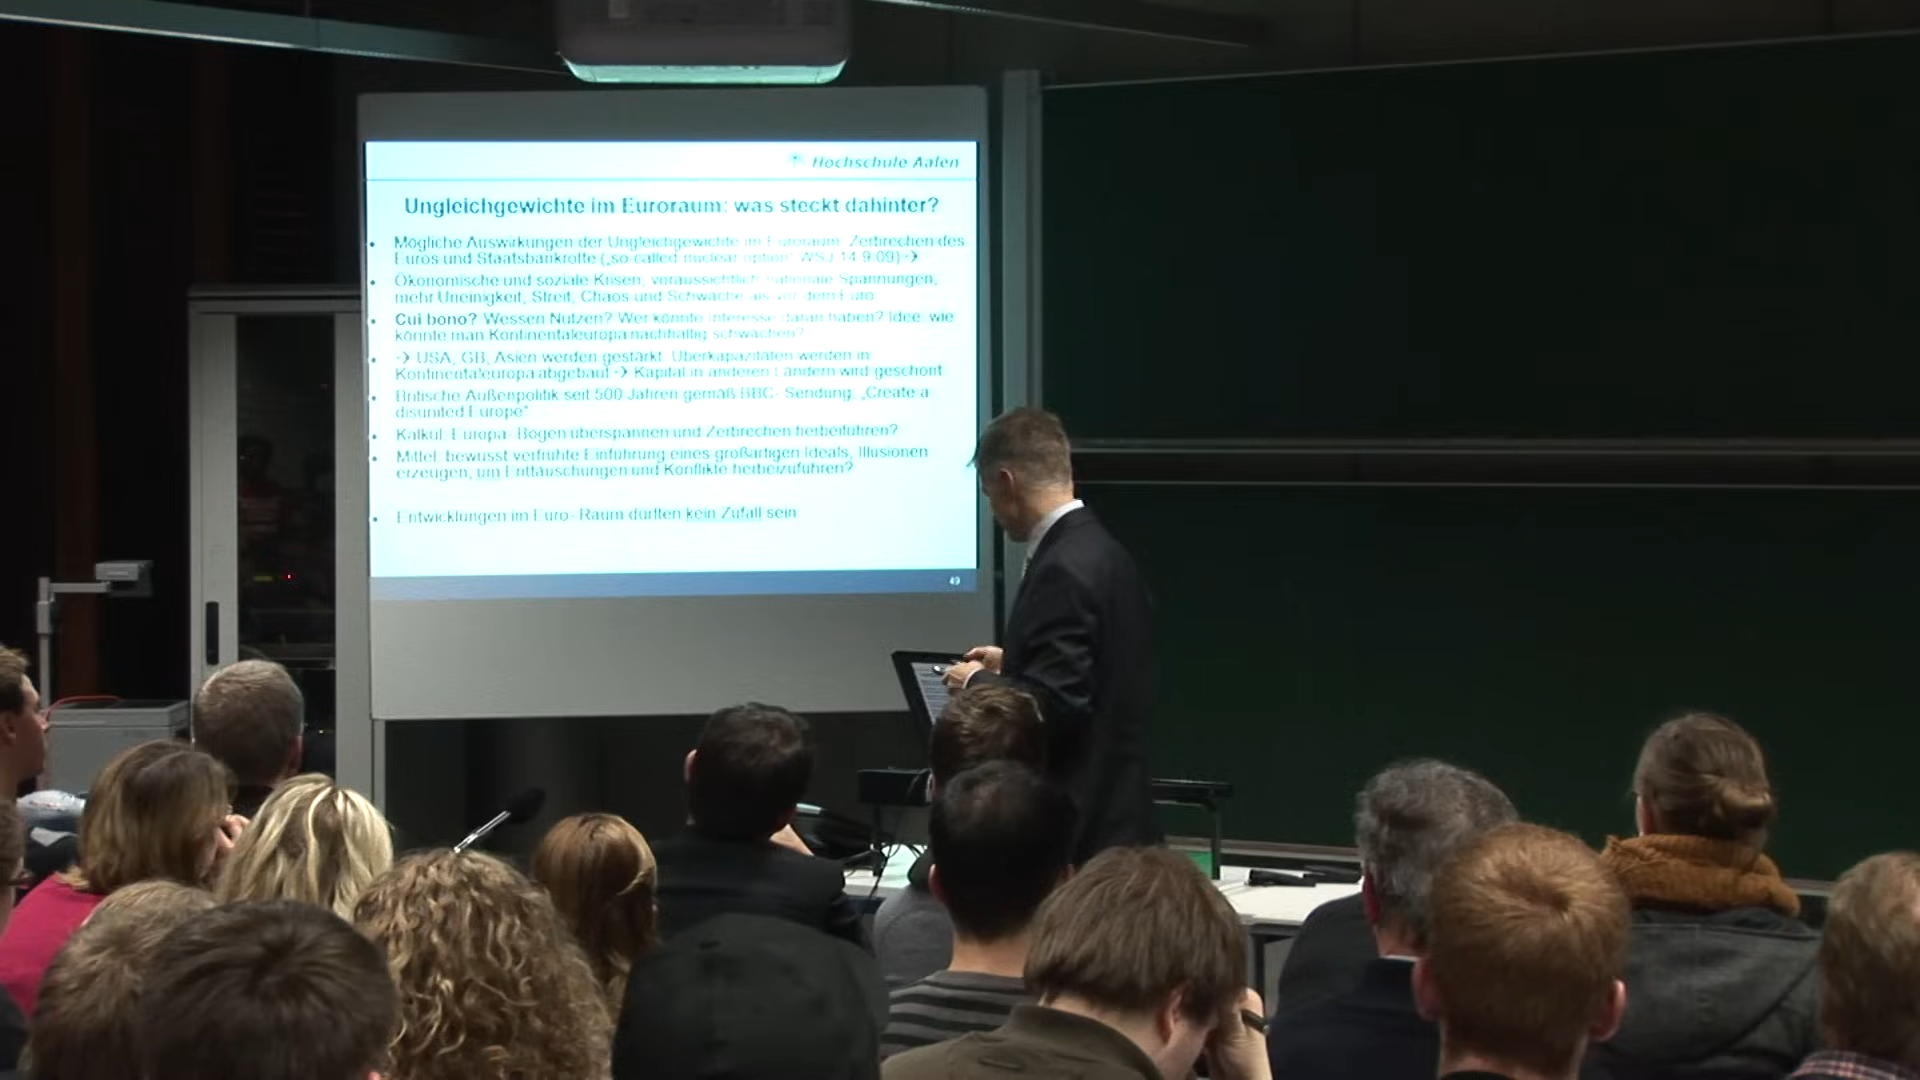 Hochschule Aalen
Ungleichgewichte im Euroraum: was steckt dahinter?
Mögliche Auswirkungen der Ungleichgewichte im Euroraum: Zerbrechen des
Euros und Staatsbankrotte („so called nuclear option" WSJ 14.9.09) →
Ökonomische und soziale Krisen, voraussichtlich nationale Spannungen,
mehr Uneinigkeit, Streit, Chaos und Schwäche als vor dem Euro
Cui bono? Wessen Nutzen? Wer könnte Interesse daran haben? Idee: wie
könnte man Kontinentaleuropa nachhaltig schwächen?
→ USA, GB, Asien werden gestärkt. Überkapazitäten werden in
Kontinentaleuropa abgebaut → Kapital in anderen Ländern wird geschont
Britische Außenpolitik seit 500 Jahren gemäß BBC- Sendung: „Create a
disunited Europe"
Kalkül: Europa- Bogen überspannen und Zerbrechen herbeiführen?
Mittel: bewusst verfrühte Einführung eines großartigen Ideals, Illusionen
erzeugen, um Enttäuschungen und Konflikte herbeizuführen?
Entwicklungen im Euro- Raum dürften kein Zufall sein
49